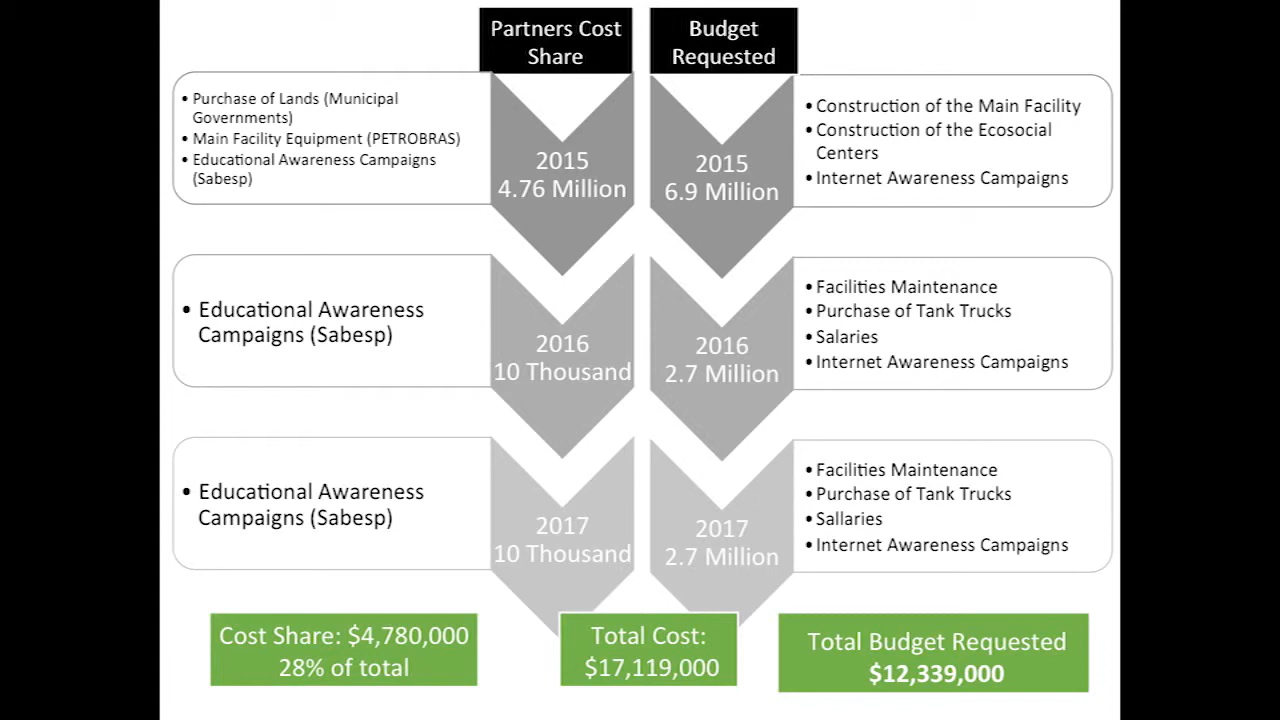 Partners Cost
Share
Budget
Requested
• Purchase of Lands (Municipal
Governments)
• Main Facility Equipment (PETROBRAS)
• Educational Awareness Campaigns
(Sabesp)
2015
4.76 Million
2015
6.9 Million
• Construction of the Main Facility
• Construction of the Ecosocial
Centers
• Internet Awareness Campaigns
• Educational Awareness
Campaigns (Sabesp)
2016
10 Thousand
2016
2.7 Million
• Facilities Maintenance
• Purchase of Tank Trucks
• Salaries
• Internet Awareness Campaigns
• Educational Awareness
Campaigns (Sabesp)
2017
10 Thousand
2017
2.7 Million
• Facilities Maintenance
• Purchase of Tank Trucks
• Sallaries
• Internet Awareness Campaigns
Cost Share: $4,780,000
28% of total
Total Cost:
$17,119,000
Total Budget Requested
$12,339,000